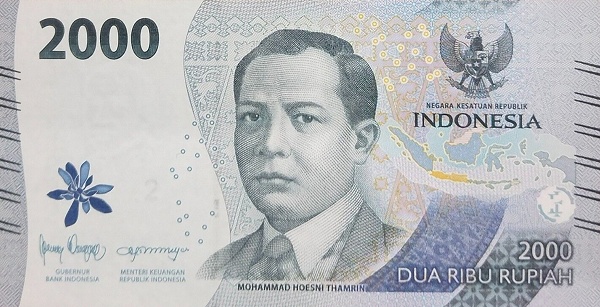 2000
NEGARA KESATUAN REPUBLIK
INDONESIA
GUBERNUR
BANK INDONESIA
MENTERI KEUANGAN
REPUBLIK INDONESIA
MOHAMMAD HOESNI THAMRIN
2000
DUA RIBU RUPIAH